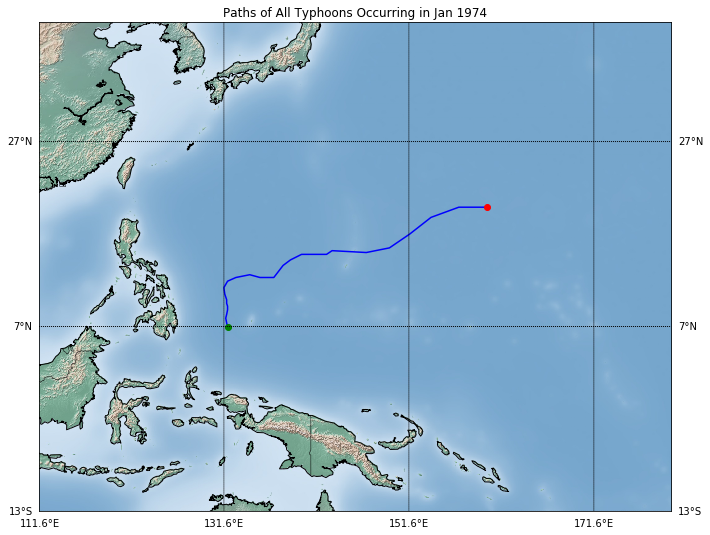 Paths of All Typhoons Occurring in Jan 1974
27°N 27°N
7°N 7°N
13°S 13°S
111.6°E 131.6°E 151.6°E 171.6°E